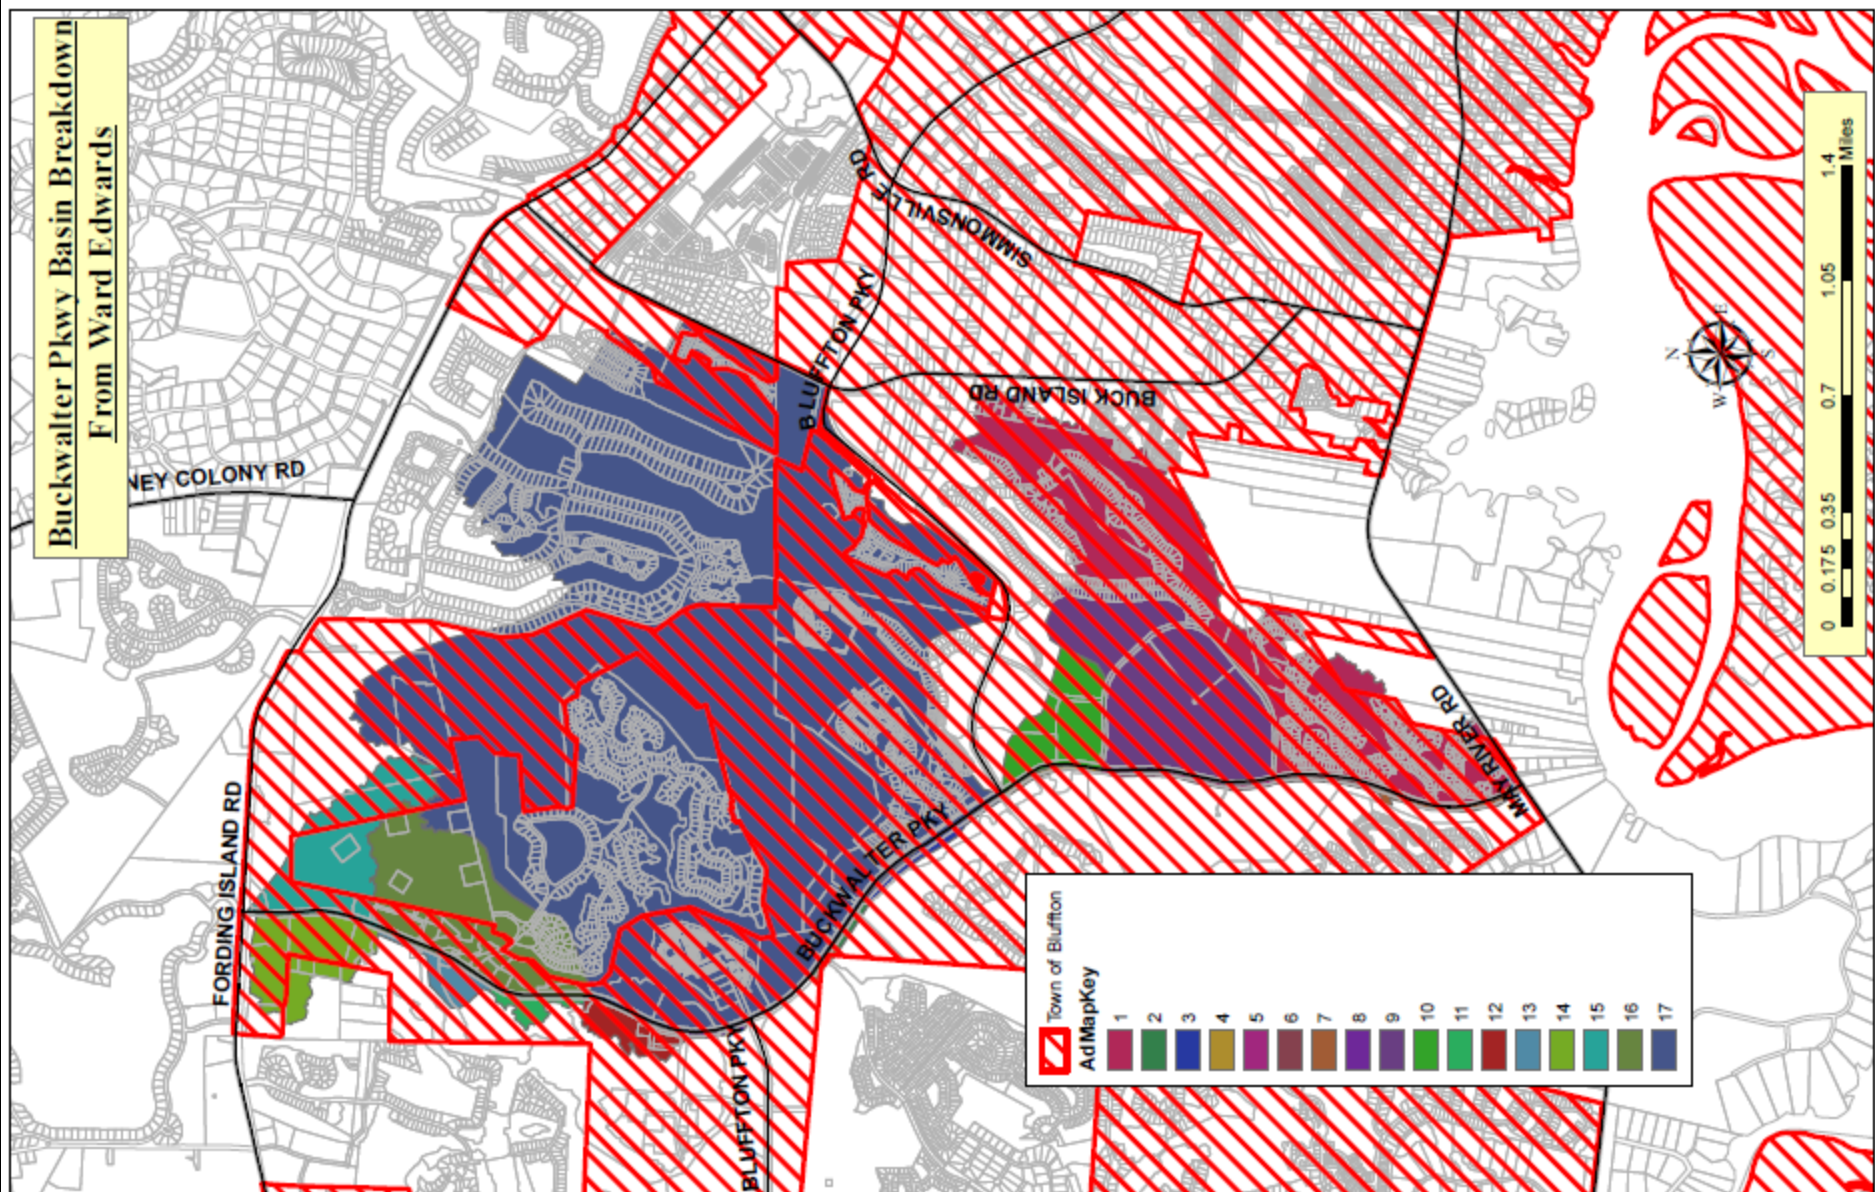 Buckwalter Pkwy Basin Breakdown
From Ward Edwards
NEY COLONY RD
FORDING ISLAND RD
SIMMONSVILLE RD
BLUFFTON PKY
BUCK ISLAND RD
BUCKWALTER PKY
MAY RIVER RD
BLUFFTON PKY
N
E
S
W
0 0.175 0.35 0.7 1.05 1.4
Miles
Town of Bluffton
AdMapKey
1
2
3
4
5
6
7
8
9
10
11
12
13
14
15
16
17